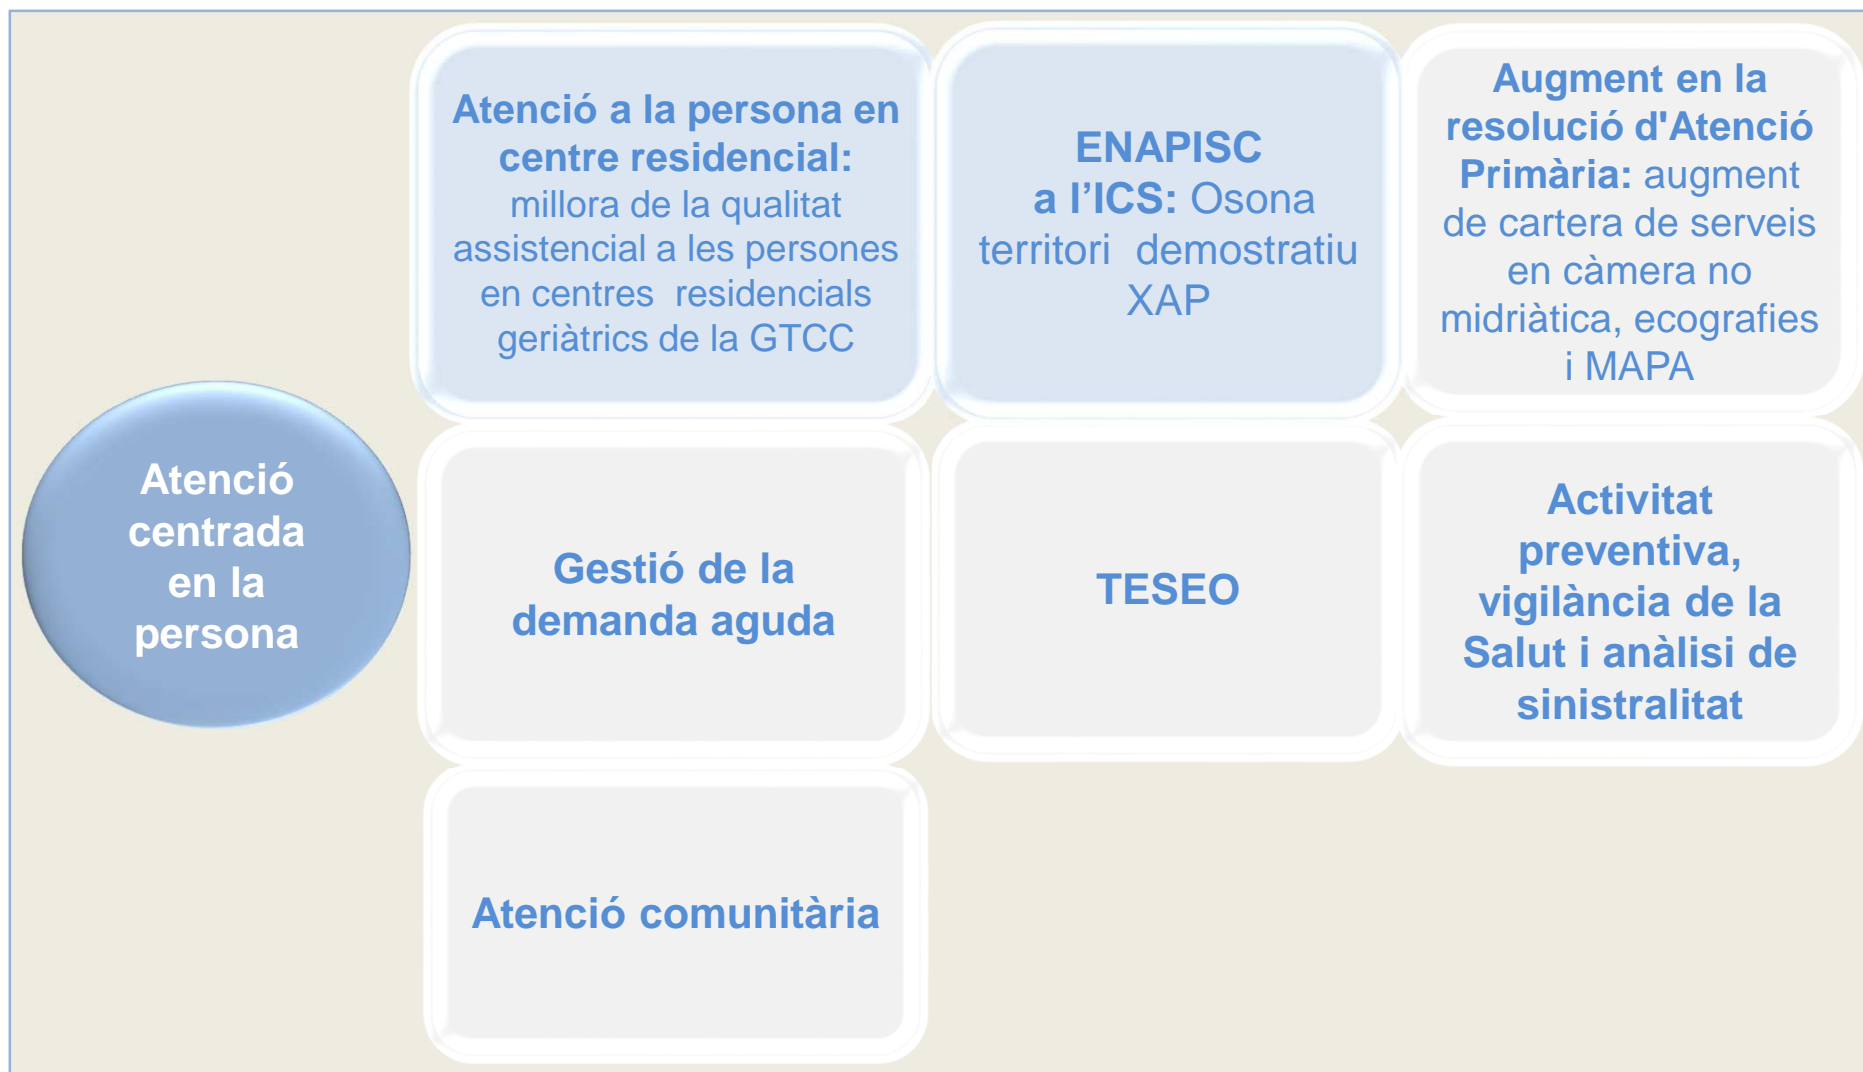 Atenció
centrada
en la
persona
Atenció a la persona en
centre residencial:
millora de la qualitat
assistencial a les persones
en centres residencials
geriàtrics de la GTCC
ENAPISC
a l’ICS: Osona
territori demostratiu
XAP
Augment en la
resolució d'Atenció
Primària: augment
de cartera de serveis
en càmera no
midriàtica, ecografies
i MAPA
Gestió de la
demanda aguda
TESEO
Activitat
preventiva,
vigilància de la
Salut i anàlisi de
sinistralitat
Atenció comunitària